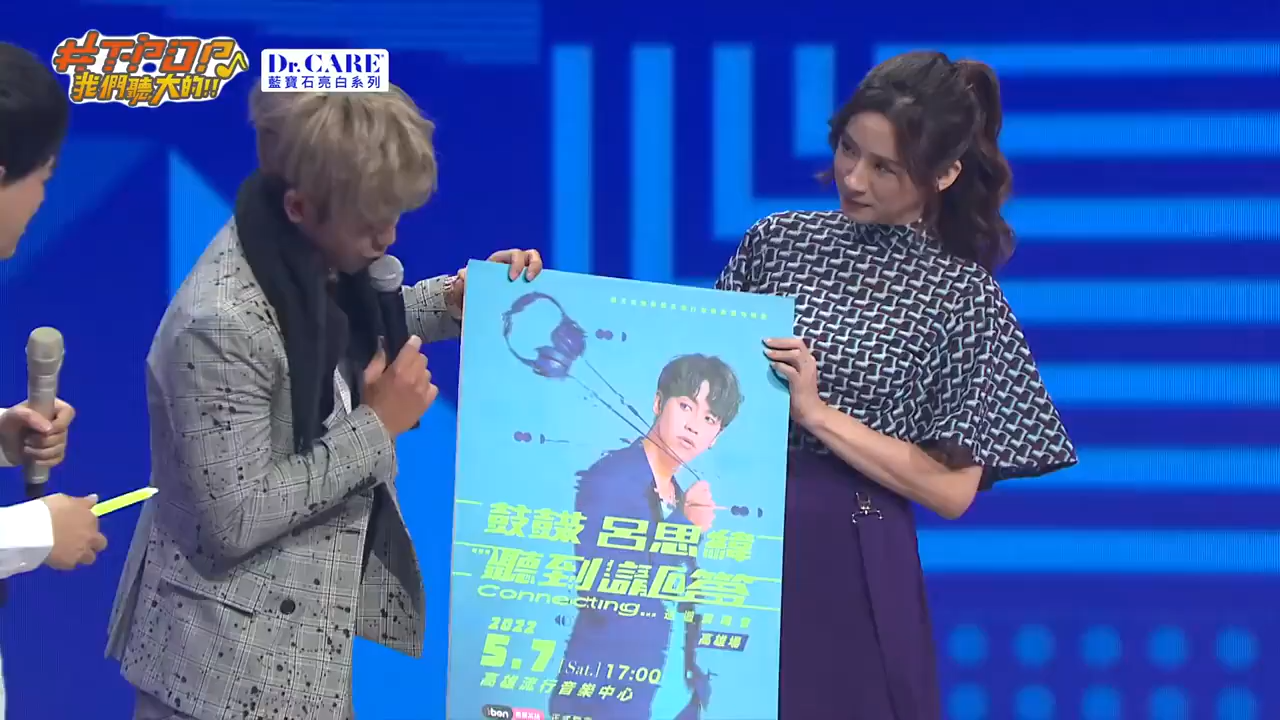 #T-POP
我們聽大的!!
Dr.CARE
藍寶石亮白系列
鼓鼓 呂思緯
聽到請回答
Connecting...
高雄場
2022
5.7 [Sat.] 17:00
高雄流行音樂中心
ibon